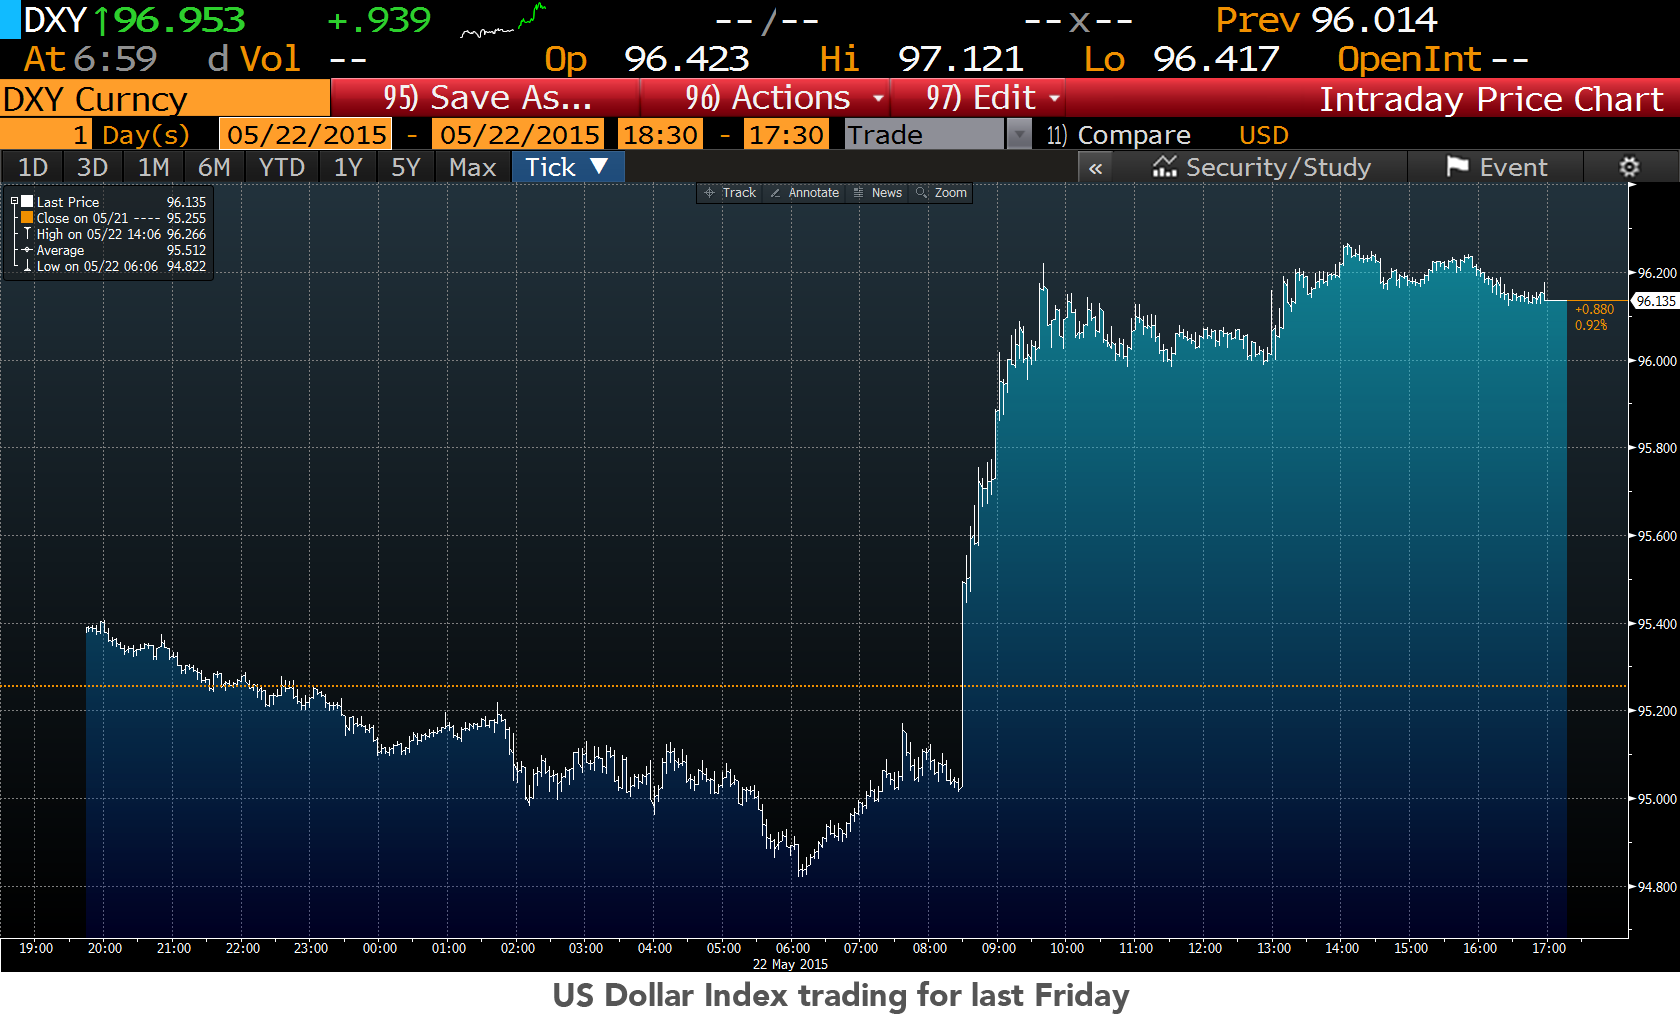 DXY ↑96.953 +.939 --/-- --x-- Prev 96.014
At 6:59 d Vol -- Op 96.423 Hi 97.121 Lo 96.417 OpenInt --
DXY Curncy 95) Save As... 96) Actions 97) Edit Intraday Price Chart
1 Day(s) 05/22/2015 - 05/22/2015 18:30 - 17:30 Trade 11) Compare USD
1D 3D 1M 6M YTD 1Y 5Y Max Tick ▼ « Security/Study Event
Track Annotate News Zoom
Last Price 96.135
Close on 05/21 ---- 95.255
High on 05/22 14:06 96.266
Average 95.512
Low on 05/22 06:06 94.822
96.200
96.135
+0.880
0.92%
96.000
95.800
95.600
95.400
95.200
95.000
94.800
19:00 20:00 21:00 22:00 23:00 00:00 01:00 02:00 03:00 04:00 05:00 06:00 07:00 08:00 09:00 10:00 11:00 12:00 13:00 14:00 15:00 16:00 17:00
22 May 2015
US Dollar Index trading for last Friday